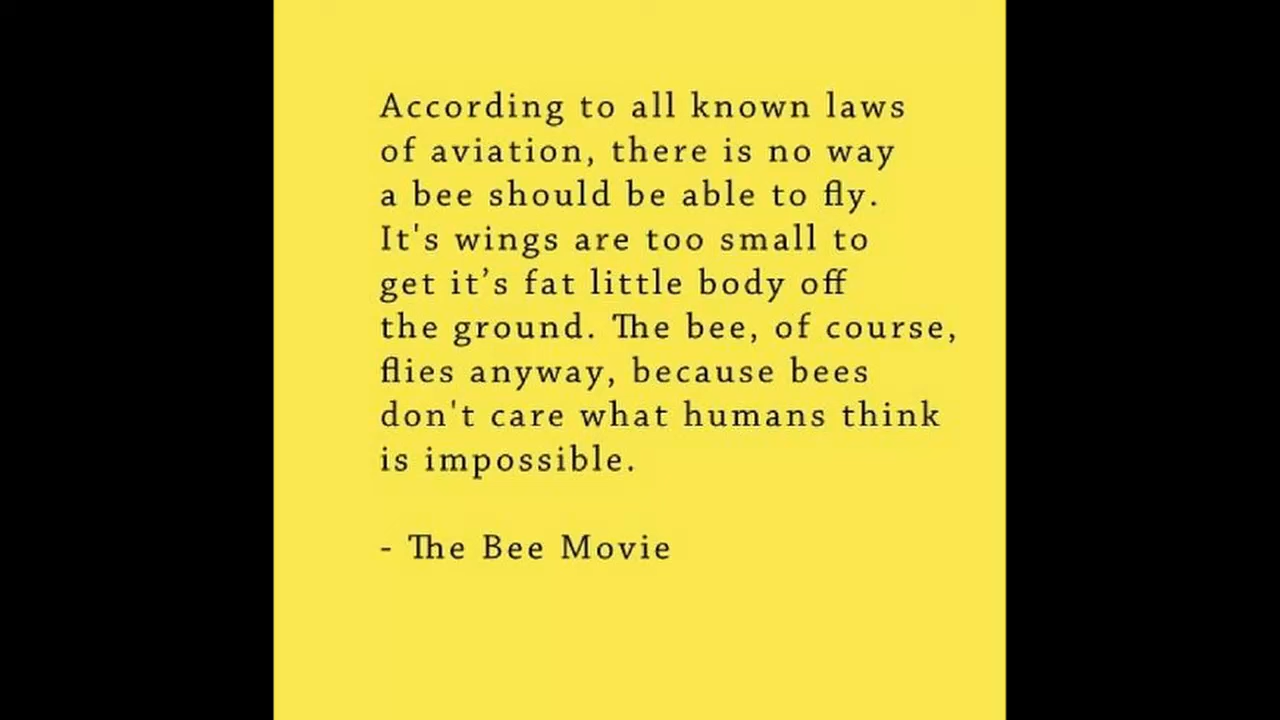 According to all known laws
of aviation, there is no way
a bee should be able to fly.
It's wings are too small to
get it’s fat little body off
the ground. The bee, of course,
flies anyway, because bees
don't care what humans think
is impossible.
- The Bee Movie